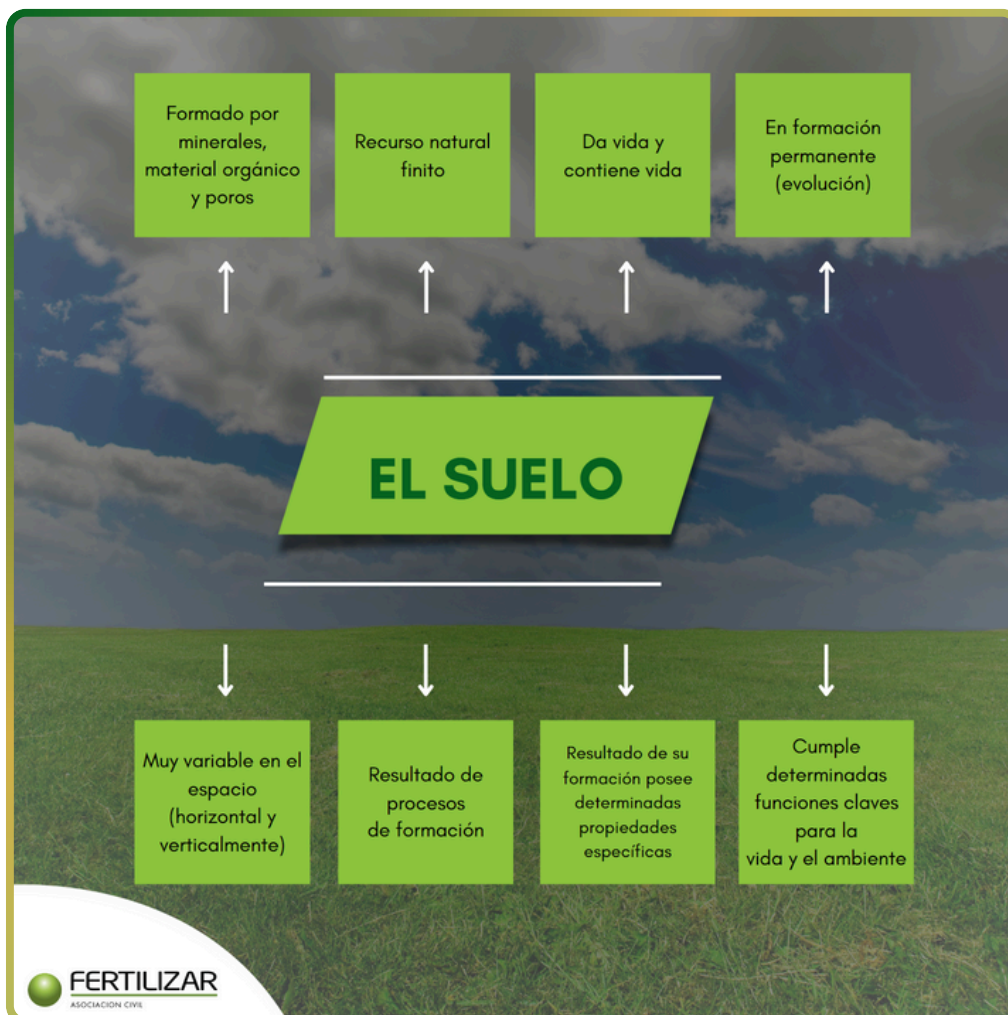 Formado por
minerales,
material orgánico
y poros
Recurso natural
finito
Da vida y
contiene vida
En formación
permanente
(evolución)
EL SUELO
Muy variable en el
espacio
(horizontal y
verticalmente)
Resultado de
procesos
de formación
Resultado de su
formación posee
determinadas
propiedades
específicas
Cumple
determinadas
funciones claves
para la
vida y el ambiente
FERTILIZAR
ASOCIACION CIVIL